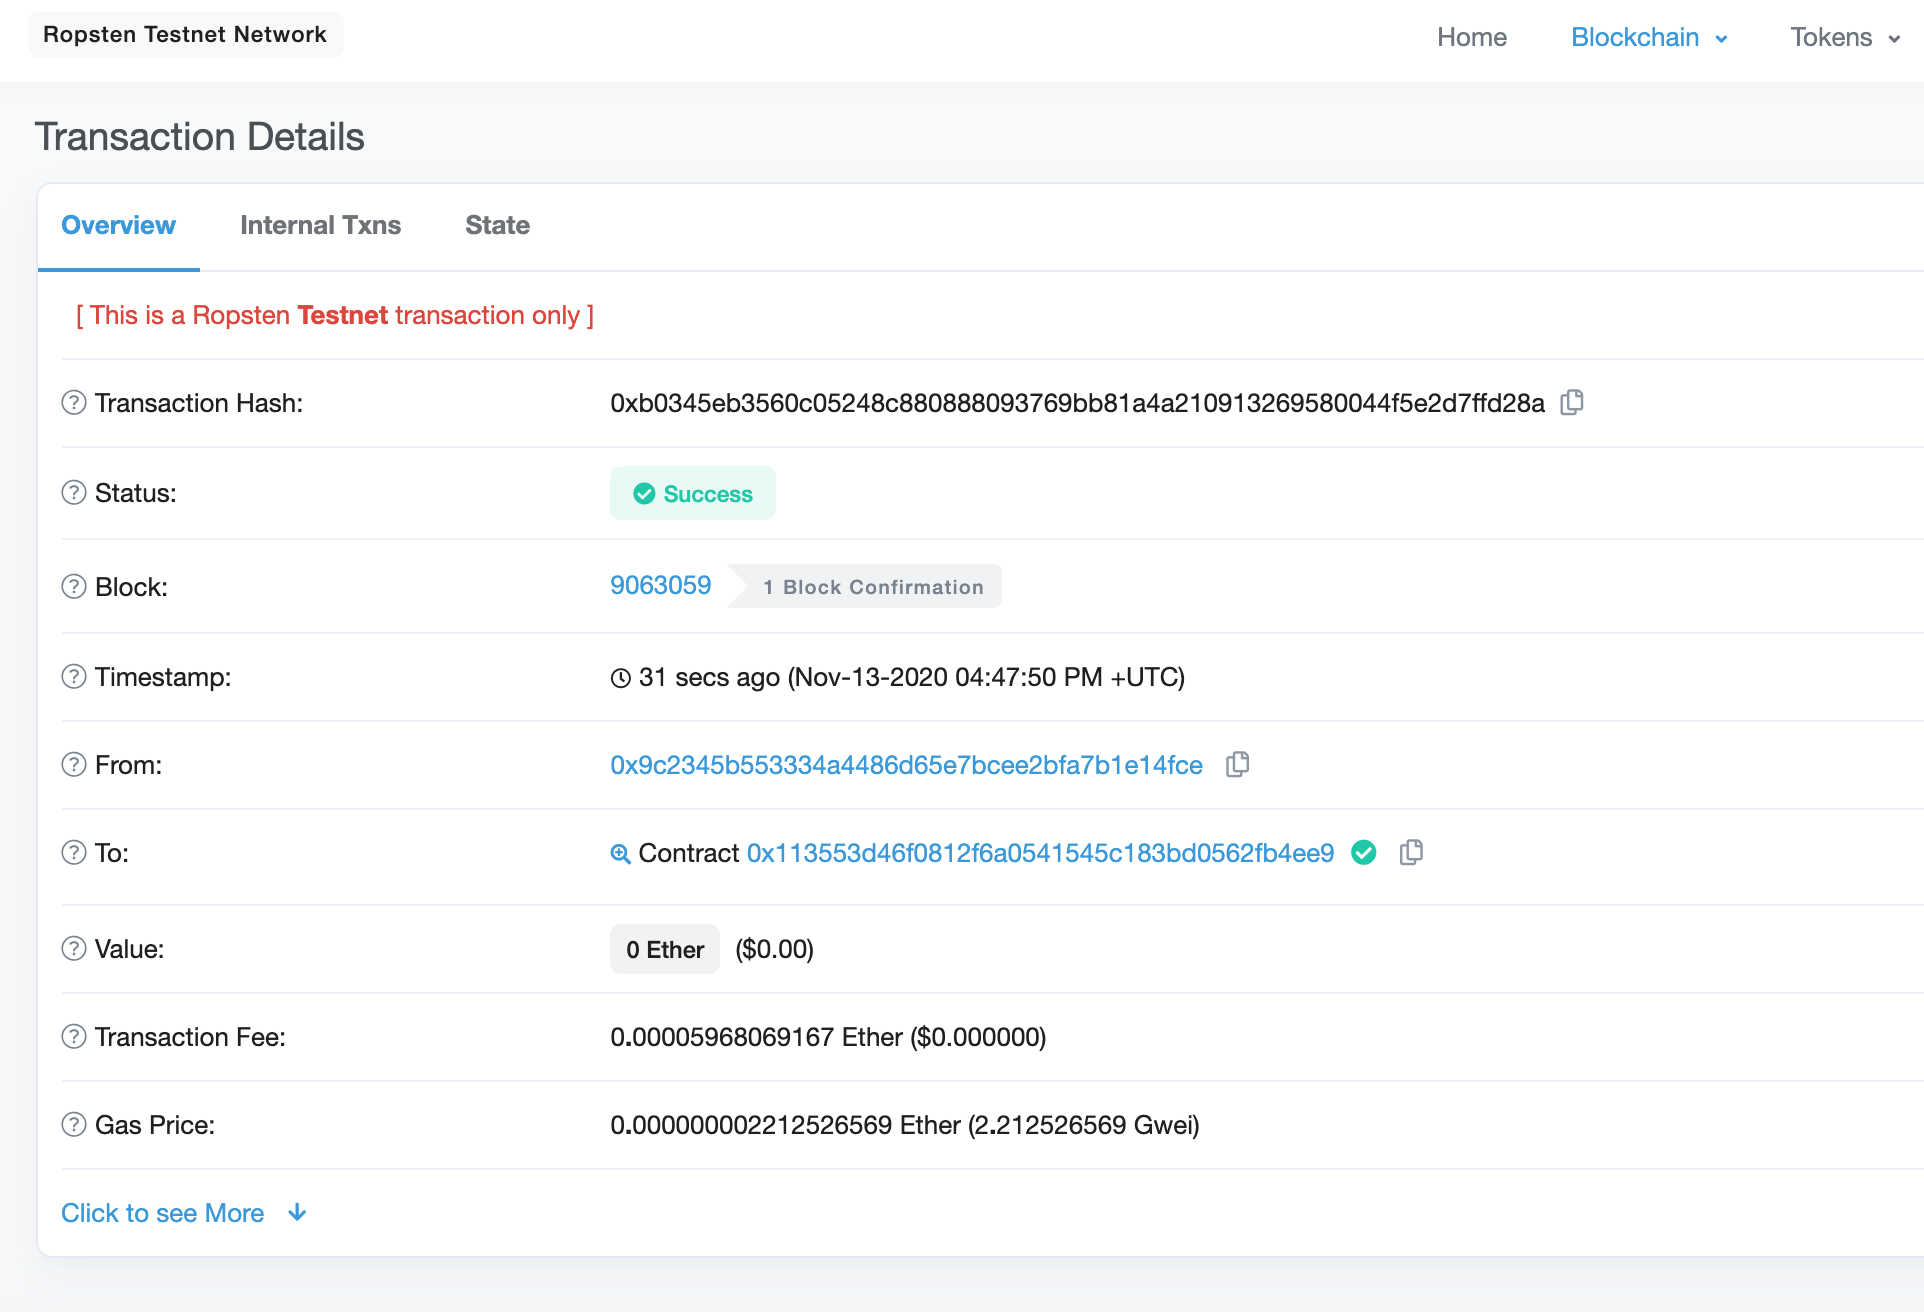 Ropsten Testnet Network
Home Blockchain Tokens
Transaction Details
Overview Internal Txns State
[ This is a Ropsten Testnet transaction only ]
Transaction Hash: 0xb0345eb3560c05248c880888093769bb81a4a210913269580044f5e2d7ffd28a
Status: Success
Block: 9063059 1 Block Confirmation
Timestamp: 31 secs ago (Nov-13-2020 04:47:50 PM +UTC)
From: 0x9c2345b553334a4486d65e7bcee2bfa7b1e14fce
To: Contract 0x113553d46f0812f6a0541545c183bd0562fb4ee9
Value: 0 Ether ($0.00)
Transaction Fee: 0.00005968069167 Ether ($0.000000)
Gas Price: 0.000000002212526569 Ether (2.212526569 Gwei)
Click to see More